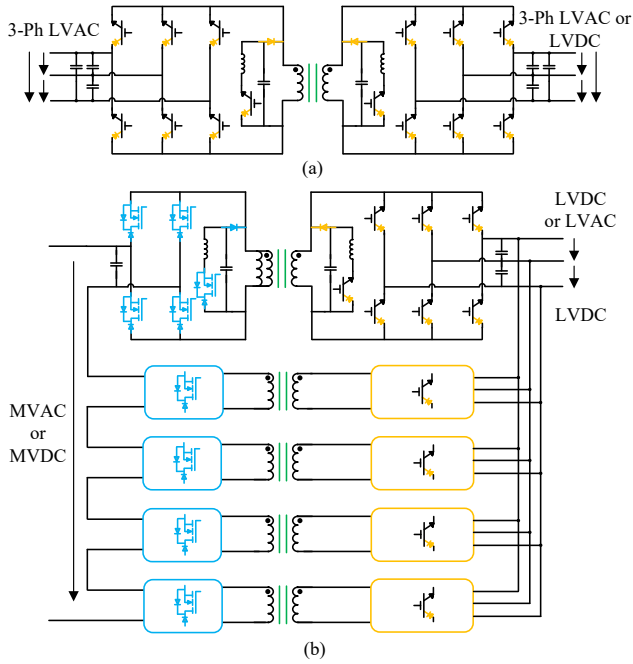 3-Ph LVAC
3-Ph LVAC or
LVDC
(a)
LVDC
or LVAC
LVDC
MVAC
or
MVDC
(b)